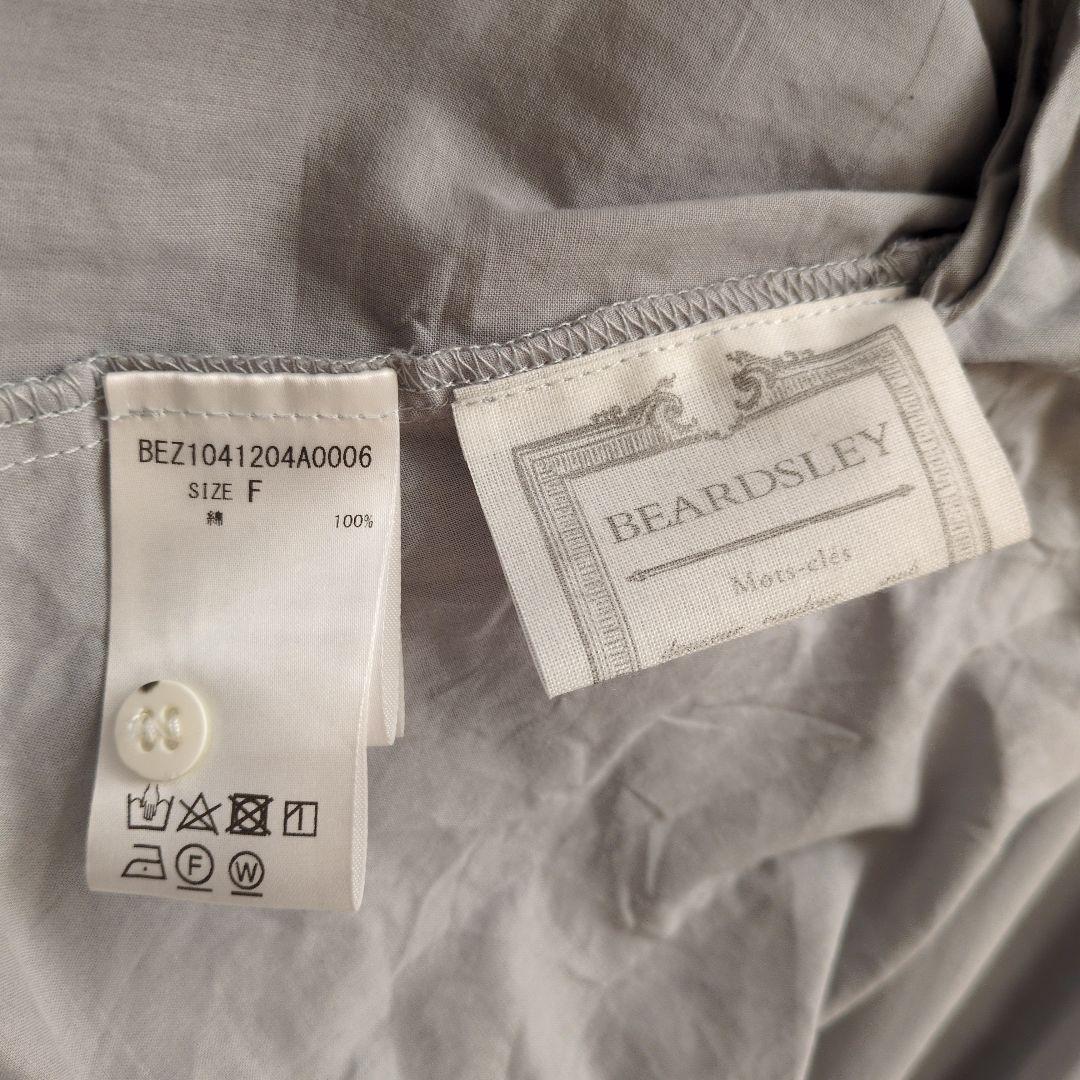 BEZ1041204A0006
SIZE F
綿 100%
F W
BEARDSLEY
Mots-clés